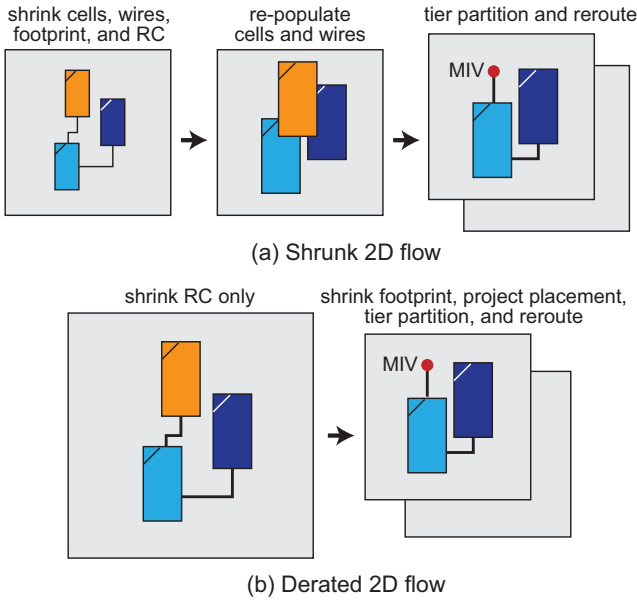 shrink cells, wires,
footprint, and RC
re-populate
cells and wires
tier partition and reroute
MIV
(a) Shrunk 2D flow
shrink RC only
shrink footprint, project placement,
tier partition, and reroute
MIV
(b) Derated 2D flow